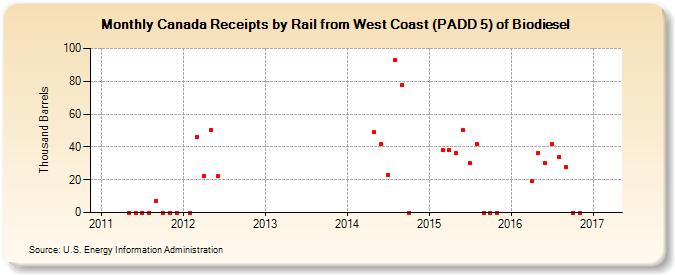 Monthly Canada Receipts by Rail from West Coast (PADD 5) of Biodiesel
Thousand Barrels
100
80
60
40
20
0
2011 2012 2013 2014 2015 2016 2017
Source: U.S. Energy Information Administration